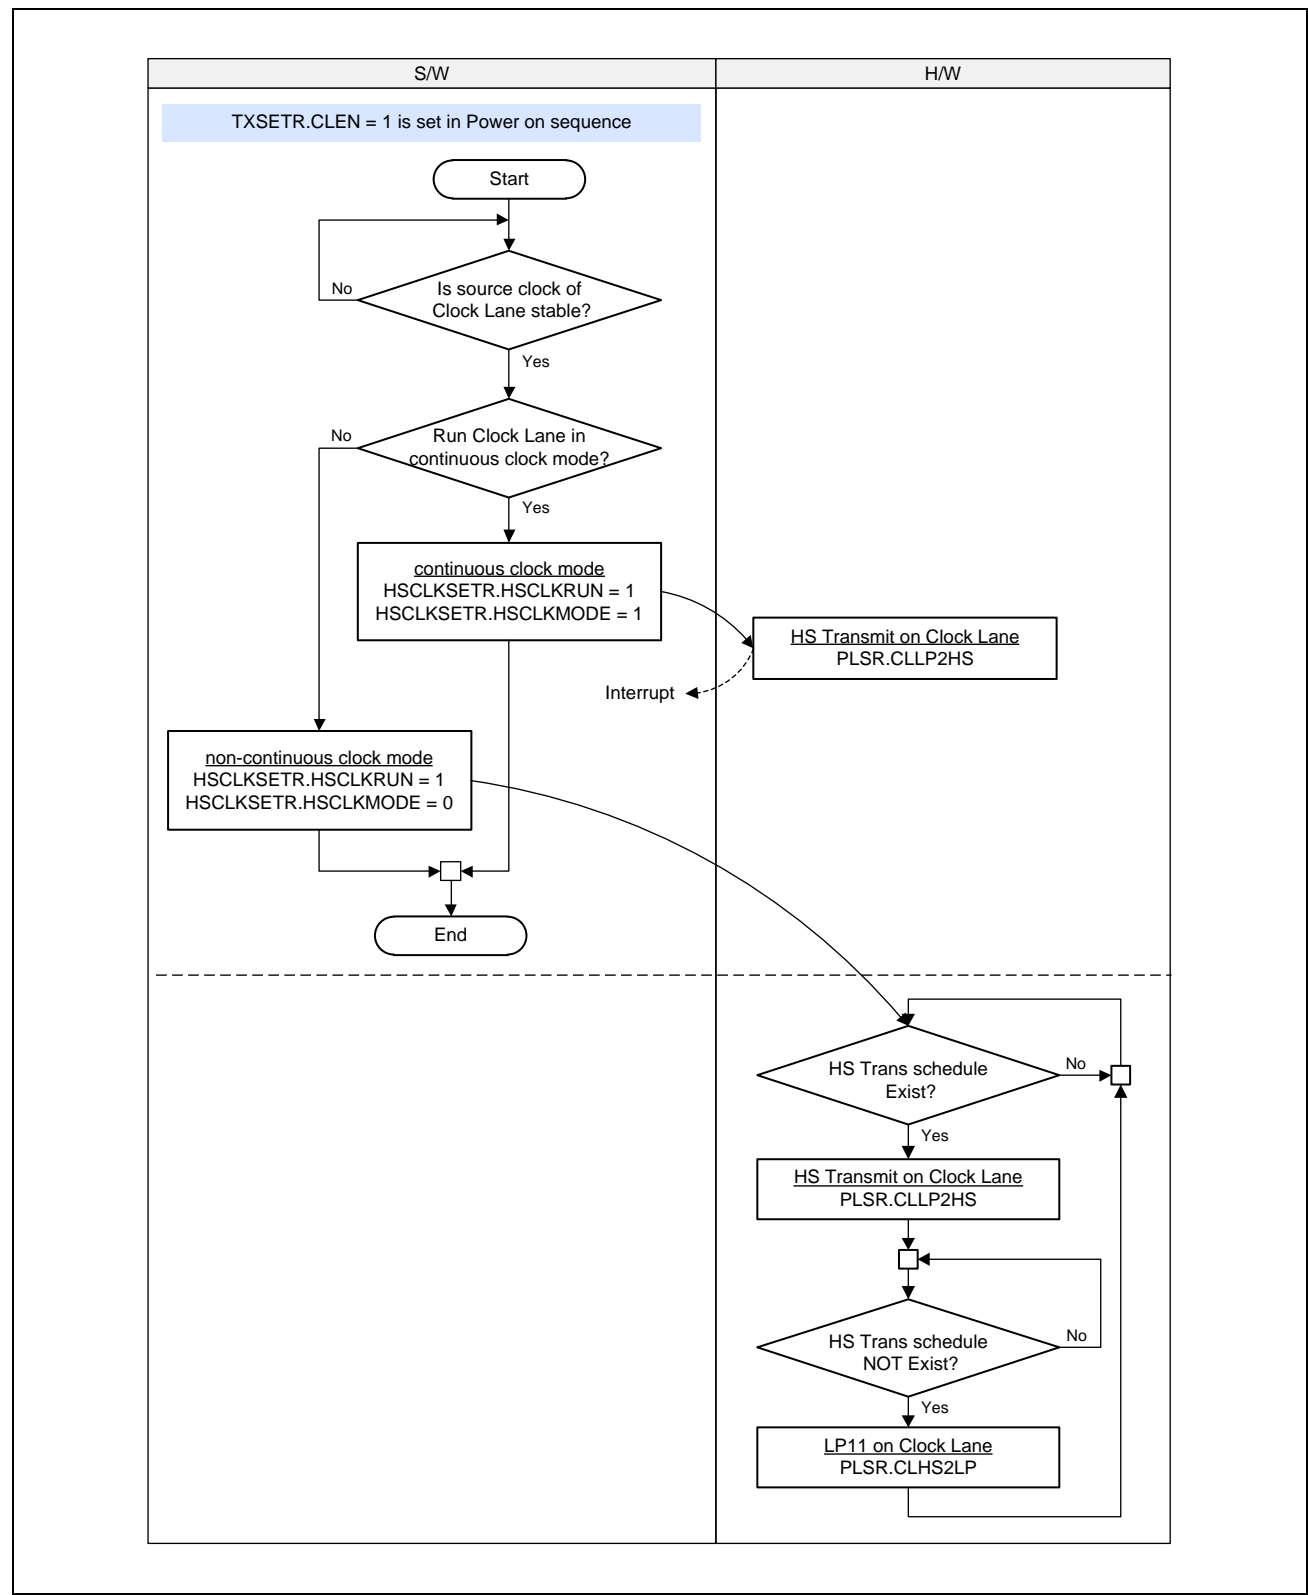 S/W
H/W
TXSETR.CLEN = 1 is set in Power on sequence
Start
No
Is source clock of
Clock Lane stable?
Yes
No
Run Clock Lane in
continuous clock mode?
Yes
continuous clock mode
HSCLKSETR.HSCLKRUN = 1
HSCLKSETR.HSCLKMODE = 1
HS Transmit on Clock Lane
PLSR.CLLP2HS
Interrupt
non-continuous clock mode
HSCLKSETR.HSCLKRUN = 1
HSCLKSETR.HSCLKMODE = 0
End
HS Trans schedule
Exist?
No
Yes
HS Transmit on Clock Lane
PLSR.CLLP2HS
HS Trans schedule
NOT Exist?
No
Yes
LP11 on Clock Lane
PLSR.CLHS2LP